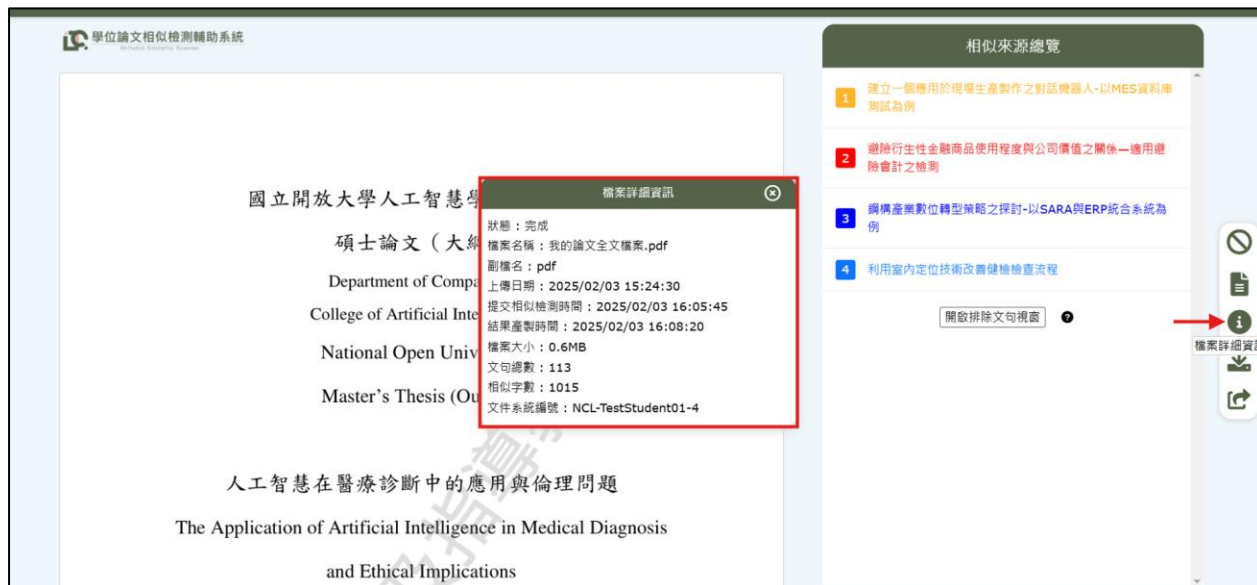 學位論文相似檢測輔助系統
國立開放大學人工智慧學
碩士論文（大綱
Department of Compu
College of Artificial Inte
National Open Univ
Master's Thesis (Ou
人工智慧在醫療診斷中的應用與倫理問題
The Application of Artificial Intelligence in Medical Diagnosis
and Ethical Implications
指導
檔案詳細資訊
狀態：完成
檔案名稱：我的論文全文檔案.pdf
副檔名：pdf
上傳日期：2025/02/03 15:24:30
提交相似檢測時間：2025/02/03 16:05:45
結果產製時間：2025/02/03 16:08:20
檔案大小：0.6MB
文句總數：113
相似字數：1015
文件系統編號：NCL-TestStudent01-4
相似來源總覽
1 建立一個應用於現場生產製作之對話機器人-以MES資料庫
測試為例
2 避險衍生性金融商品使用程度與公司價值之關係—適用避
險會計之檢測
3 鋼構產業數位轉型策略之探討-以SARA與ERP統合系統為
例
4 利用室內定位技術改善健檢檢查流程
開啟排除文句視窗
檔案詳細資訊